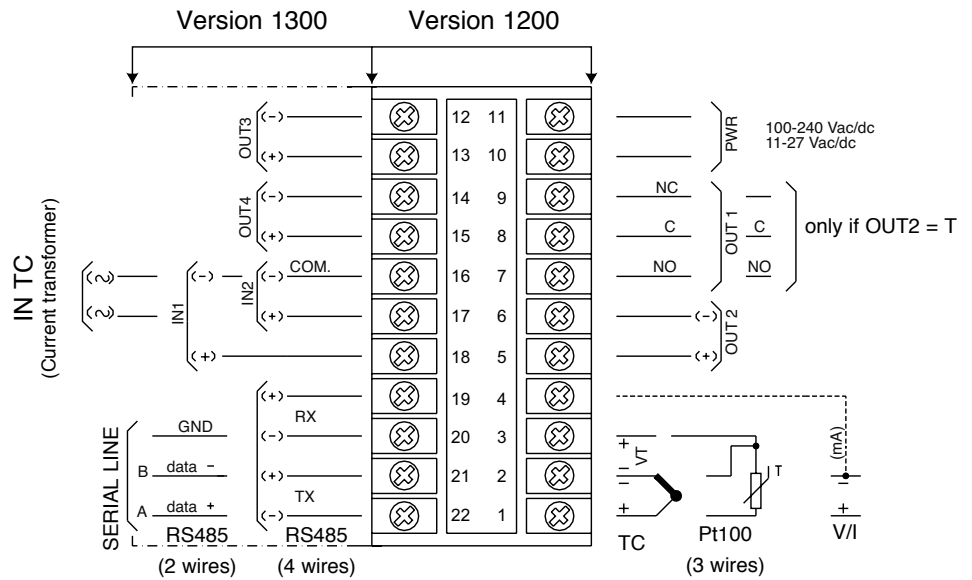 Version 1300 Version 1200
OUT3 (-) 12 11 PWR 100-240 Vac/dc
11-27 Vac/dc
(+) 13 10
OUT4 (-) 14 9 NC OUT 1
(+) 15 8 C C only if OUT2 = T
IN TC
(Current transformer)
(~) IN1 (-) IN2 (-) COM. 16 7 NO NO
(~) (+) 17 6 (-) OUT 2
(+) 18 5 (+)
(+) 19 4 (mA)
RX
SERIAL LINE GND (-) 20 3 + VT
B data - (+) 21 2 - - T -
TX
A data + (-) 22 1 + +
RS485 RS485 TC Pt100 V/I
(2 wires) (4 wires) (3 wires)